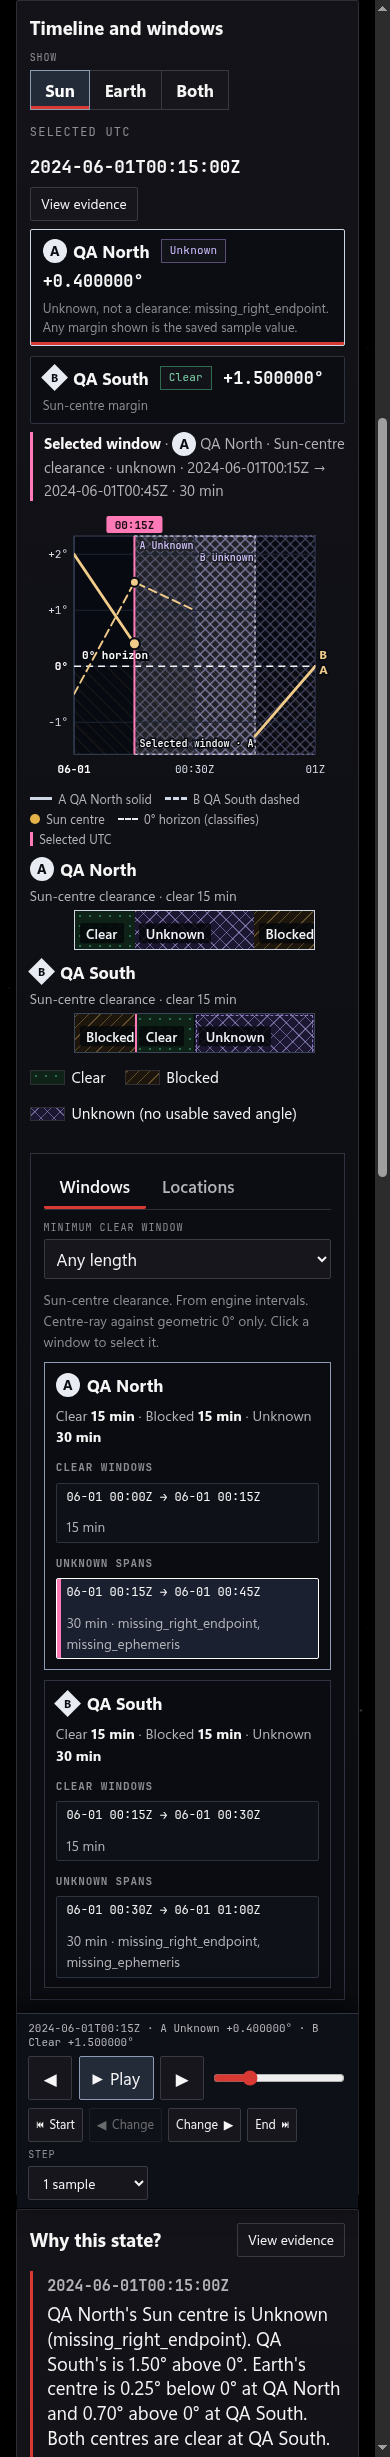 Timeline and windows
SHOW
Sun Earth Both
SELECTED UTC
2024-06-01T00:15:00Z
View evidence
A QA North Unknown
+0.400000°
Unknown, not a clearance: missing_right_endpoint.
Any margin shown is the saved sample value.
B QA South Clear +1.500000°
Sun-centre margin
Selected window · A QA North · Sun-centre
clearance · unknown · 2024-06-01T00:15Z →
2024-06-01T00:45Z · 30 min
00:15Z
A Unknown
B Unknown
+2°
+1°
0° horizon
0°
B
A
-1°
Selected window · A
06-01 00:30Z 01Z
A QA North solid B QA South dashed
Sun centre 0° horizon (classifies)
Selected UTC
A QA North
Sun-centre clearance · clear 15 min
Clear Unknown Blocked
B QA South
Sun-centre clearance · clear 15 min
Blocked Clear Unknown
Clear Blocked
Unknown (no usable saved angle)
Windows Locations
MINIMUM CLEAR WINDOW
Any length
Sun-centre clearance. From engine intervals.
Centre-ray against geometric 0° only. Click a
window to select it.
A QA North
Clear 15 min · Blocked 15 min · Unknown
30 min
CLEAR WINDOWS
06-01 00:00Z → 06-01 00:15Z
15 min
UNKNOWN SPANS
06-01 00:15Z → 06-01 00:45Z
30 min · missing_right_endpoint,
missing_ephemeris
B QA South
Clear 15 min · Blocked 15 min · Unknown
30 min
CLEAR WINDOWS
06-01 00:15Z → 06-01 00:30Z
15 min
UNKNOWN SPANS
06-01 00:30Z → 06-01 01:00Z
30 min · missing_right_endpoint,
missing_ephemeris
2024-06-01T00:15Z · A Unknown +0.400000° · B
Clear +1.500000°
◀ ▶ Play ▶
⏮ Start ◀ Change Change ▶ End ⏭
STEP
1 sample
Why this state? View evidence
2024-06-01T00:15:00Z
QA North's Sun centre is Unknown
(missing_right_endpoint). QA
South's is 1.50° above 0°. Earth's
centre is 0.25° below 0° at QA North
and 0.70° above 0° at QA South.
Both centres are clear at QA South.